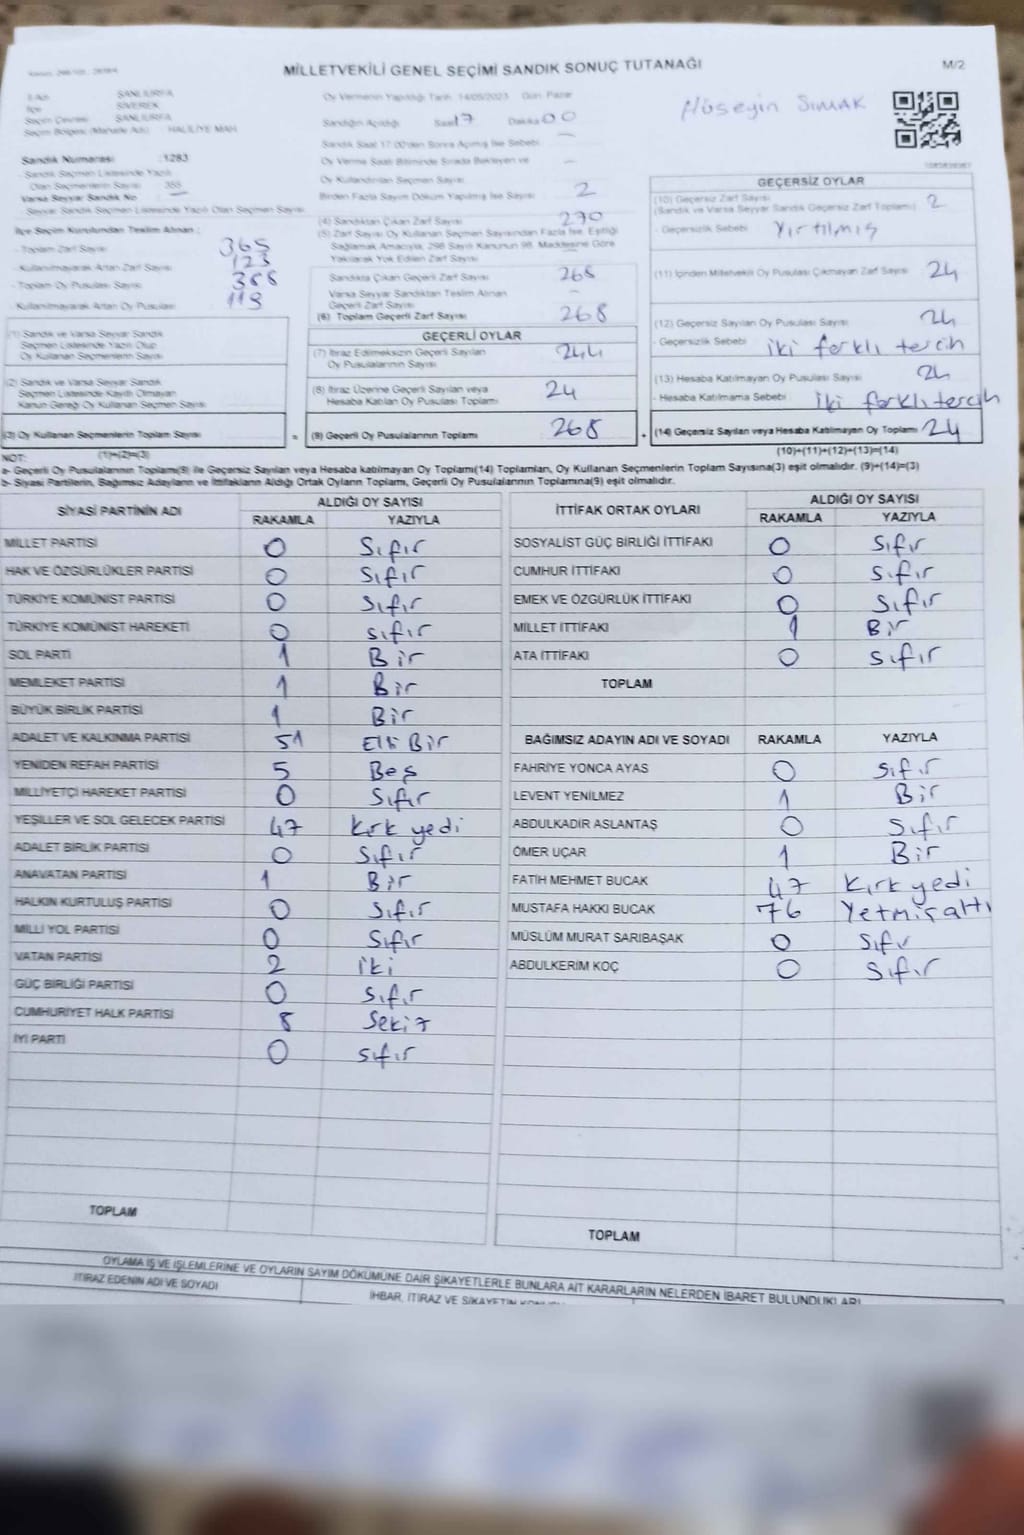 MİLLETVEKİLİ GENEL SEÇİMİ SANDIK SONUÇ TUTANAĞI
M/2
İl Adı ŞANLIURFA
İlçe SİVEREK
Seçim Çevresi ŞANLIURFA
Seçim Bölgesi (Mahalle Adı) : HALİLİYE MAH
Sandık Numarası : 1283
Sandık Seçmen Listesinde Yazılı
Olan Seçmenlerin Sayısı 355
Varsa Seyyar Sandık No
Seyyar Sandık Seçmen Listesinde Yazılı Olan Seçmen Sayısı
İlçe Seçim Kurulundan Teslim Alınan :
- Toplam Zarf Sayısı 365
- Kullanılmayarak Artan Zarf Sayısı 123
- Toplam Oy Pusulası Sayısı 388
- Kullanılmayarak Artan Oy Pusulası 118
(1) Sandık ve Varsa Seyyar Sandık
Seçmen Listesinde Yazılı Olup
Oy Kullanan Seçmenlerin Sayısı
(2) Sandık ve Varsa Seyyar Sandık
Seçmen Listesinde Kaydı Olmayan
Kanun Gereği Oy Kullanan Seçmen Sayısı
(3) Oy Kullanan Seçmenlerin Toplam Sayısı =
(1)+(2)=(3)
Oy Vermenin Yapıldığı Tarih 14/05/2023 Gün Pazar
Sandığın Açıldığı Saat 17 Dakika 00
Sandık Saat 17.00'den Sonra Açılmış İse Sebebi —
Oy Verme Saati Bitiminde Sırada Bekleyen ve —
Oy Kullandırılan Seçmen Sayısı
Birden Fazla Sayım Döküm Yapılmış İse Sayısı 2
(4) Sandıktan Çıkan Zarf Sayısı 270
(5) Zarf Sayısı Oy Kullanan Seçmen Sayısından Fazla İse, Eşitliği
Sağlamak Amacıyla, 298 Sayılı Kanunun 98. Maddesine Göre
Yakılarak Yok Edilen Zarf Sayısı
Sandıkta Çıkan Geçerli Zarf Sayısı 268
Varsa Seyyar Sandıktan Teslim Alınan —
Geçerli Zarf Sayısı
(6) Toplam Geçerli Zarf Sayısı 268
GEÇERLİ OYLAR
(7) İtiraz Edilmeksizin Geçerli Sayılan 244
Oy Pusulalarının Sayısı
(8) İtiraz Üzerine Geçerli Sayılan veya 24
Hesaba Katılan Oy Pusulası Toplamı
(9) Geçerli Oy Pusulalarının Toplamı 268 +
Hüseyin SIMAK
GEÇERSİZ OYLAR
(10) Geçersiz Zarf Sayısı 2
(Sandık ve Varsa Seyyar Sandık Geçersiz Zarf Toplamı)
- Geçersizlik Sebebi Yırtılmış
(11) İçinden Milletvekili Oy Pusulası Çıkmayan Zarf Sayısı 24
(12) Geçersiz Sayılan Oy Pusulası Sayısı 24
- Geçersizlik Sebebi iki farklı tercih
(13) Hesaba Katılmayan Oy Pusulası Sayısı 24
- Hesaba Katılmama Sebebi iki farklı tercih
(14) Geçersiz Sayılan veya Hesaba Katılmayan Oy Toplamı 24
(10)+(11)+(12)+(13)=(14)
NOT:
a- Geçerli Oy Pusulalarının Toplamı(9) ile Geçersiz Sayılan veya Hesaba katılmayan Oy Toplamı(14) Toplamları, Oy Kullanan Seçmenlerin Toplam Sayısına(3) eşit olmalıdır. (9)+(14)=(3)
b- Siyasi Partilerin, Bağımsız Adayların ve İttifakların Aldığı Ortak Oyların Toplamı, Geçerli Oy Pusulalarının Toplamına(9) eşit olmalıdır.
SİYASİ PARTİNİN ADI ALDIĞI OY SAYISI
RAKAMLA YAZIYLA
MİLLET PARTİSİ 0 Sıfır
HAK VE ÖZGÜRLÜKLER PARTİSİ 0 Sıfır
TÜRKİYE KOMÜNİST PARTİSİ 0 Sıfır
TÜRKİYE KOMÜNİST HAREKETİ 0 sıfır
SOL PARTİ 1 Bir
MEMLEKET PARTİSİ 1 Bir
BÜYÜK BİRLİK PARTİSİ 1 Bir
ADALET VE KALKINMA PARTİSİ 51 Elli Bir
YENİDEN REFAH PARTİSİ 5 Beş
MİLLİYETÇİ HAREKET PARTİSİ 0 Sıfır
YEŞİLLER VE SOL GELECEK PARTİSİ 47 Kırk yedi
ADALET BİRLİK PARTİSİ 0 Sıfır
ANAVATAN PARTİSİ 1 Bir
HALKIN KURTULUŞ PARTİSİ 0 Sıfır
MİLLİ YOL PARTİSİ 0 Sıfır
VATAN PARTİSİ 2 iki
GÜÇ BİRLİĞİ PARTİSİ 0 Sıfır
CUMHURİYET HALK PARTİSİ 8 Sekiz
İYİ PARTİ 0 sıfır
TOPLAM
İTTİFAK ORTAK OYLARI ALDIĞI OY SAYISI
RAKAMLA YAZIYLA
SOSYALİST GÜÇ BİRLİĞİ İTTİFAKI 0 Sıfır
CUMHUR İTTİFAKI 0 Sıfır
EMEK VE ÖZGÜRLÜK İTTİFAKI 0 Sıfır
MİLLET İTTİFAKI 1 Bir
ATA İTTİFAKI 0 Sıfır
TOPLAM
BAĞIMSIZ ADAYIN ADI VE SOYADI RAKAMLA YAZIYLA
FAHRİYE YONCA AYAS 0 Sıfır
LEVENT YENİLMEZ 1 Bir
ABDULKADİR ASLANTAŞ 0 Sıfır
ÖMER UÇAR 1 Bir
FATİH MEHMET BUCAK 47 Kırk yedi
MUSTAFA HAKKI BUCAK 76 Yetmiş altı
MÜSLÜM MURAT SARIBAŞAK 0 Sıfır
ABDULKERİM KOÇ 0 Sıfır
TOPLAM
OYLAMA İŞ VE İŞLEMLERİNE VE OYLARIN SAYIM DÖKÜMÜNE DAİR ŞİKAYETLERLE BUNLARA AİT KARARLARIN NELERDEN İBARET BULUNDUKLARI
İTİRAZ EDENİN ADI VE SOYADI
İHBAR, İTİRAZ VE ŞİKAYETİN KONUSU